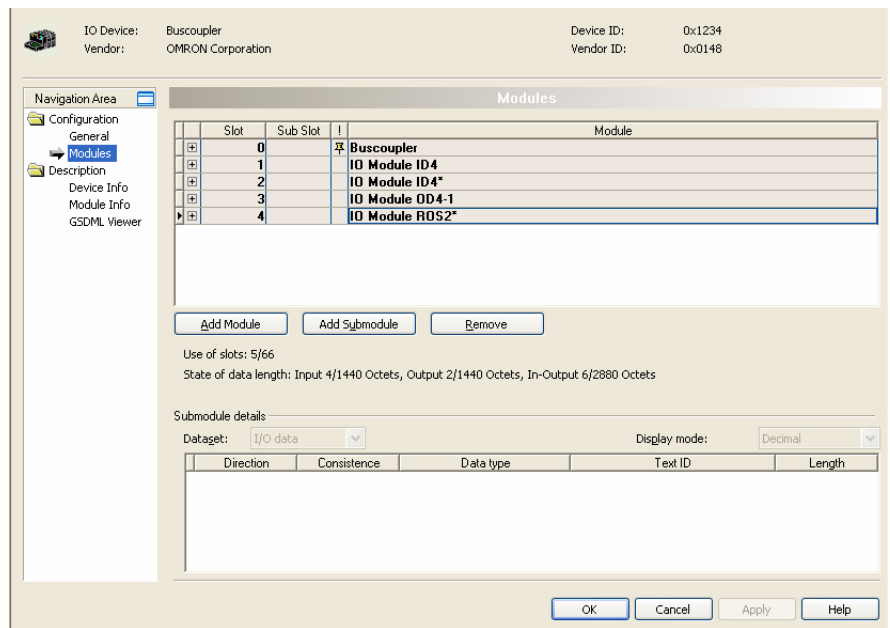 IO Device: Buscoupler Device ID: 0x1234
Vendor: OMRON Corporation Vendor ID: 0x0148
Navigation Area
Modules
Configuration
General
Modules
Description
Device Info
Module Info
GSDML Viewer
Slot Sub Slot ! Module
0 Buscoupler
1 IO Module ID4
2 IO Module ID4*
3 IO Module OD4-1
4 IO Module ROS2*
Add Module Add Submodule Remove
Use of slots: 5/66
State of data length: Input 4/1440 Octets, Output 2/1440 Octets, In-Output 6/2880 Octets
Submodule details
Dataset: I/O data Display mode: Decimal
Direction Consistence Data type Text ID Length
OK Cancel Apply Help